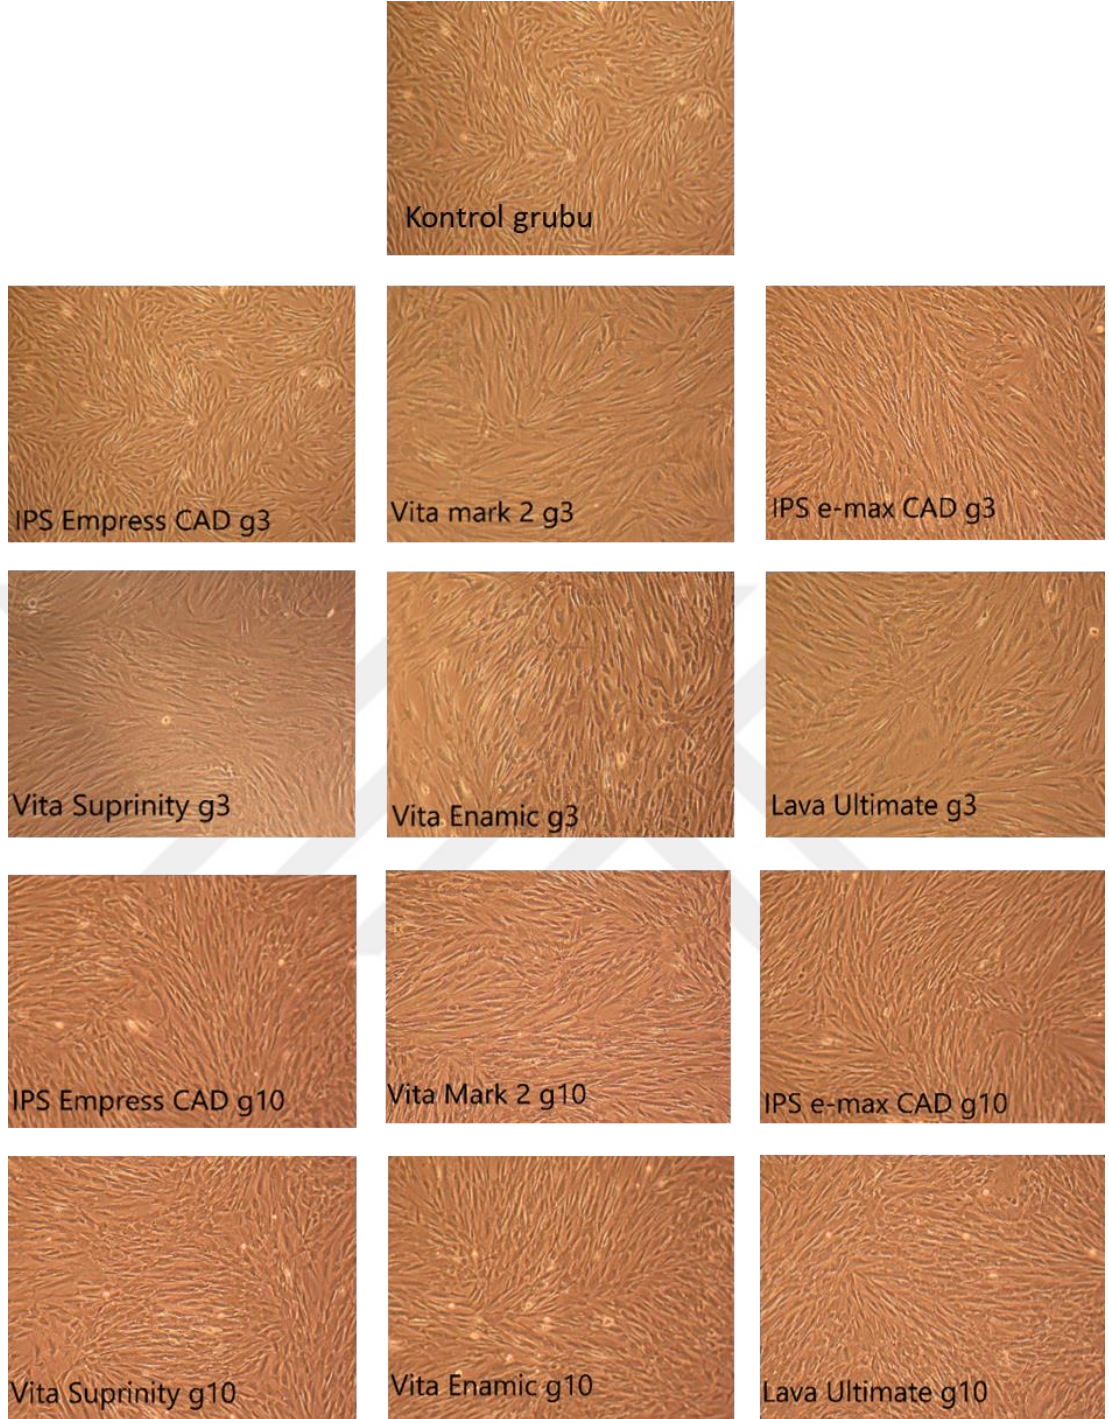 Kontrol grubu
IPS Empress CAD g3
Vita mark 2 g3
IPS e-max CAD g3
Vita Suprinity g3
Vita Enamic g3
Lava Ultimate g3
IPS Empress CAD g10
Vita Mark 2 g10
IPS e-max CAD g10
Vita Suprinity g10
Vita Enamic g10
Lava Ultimate g10